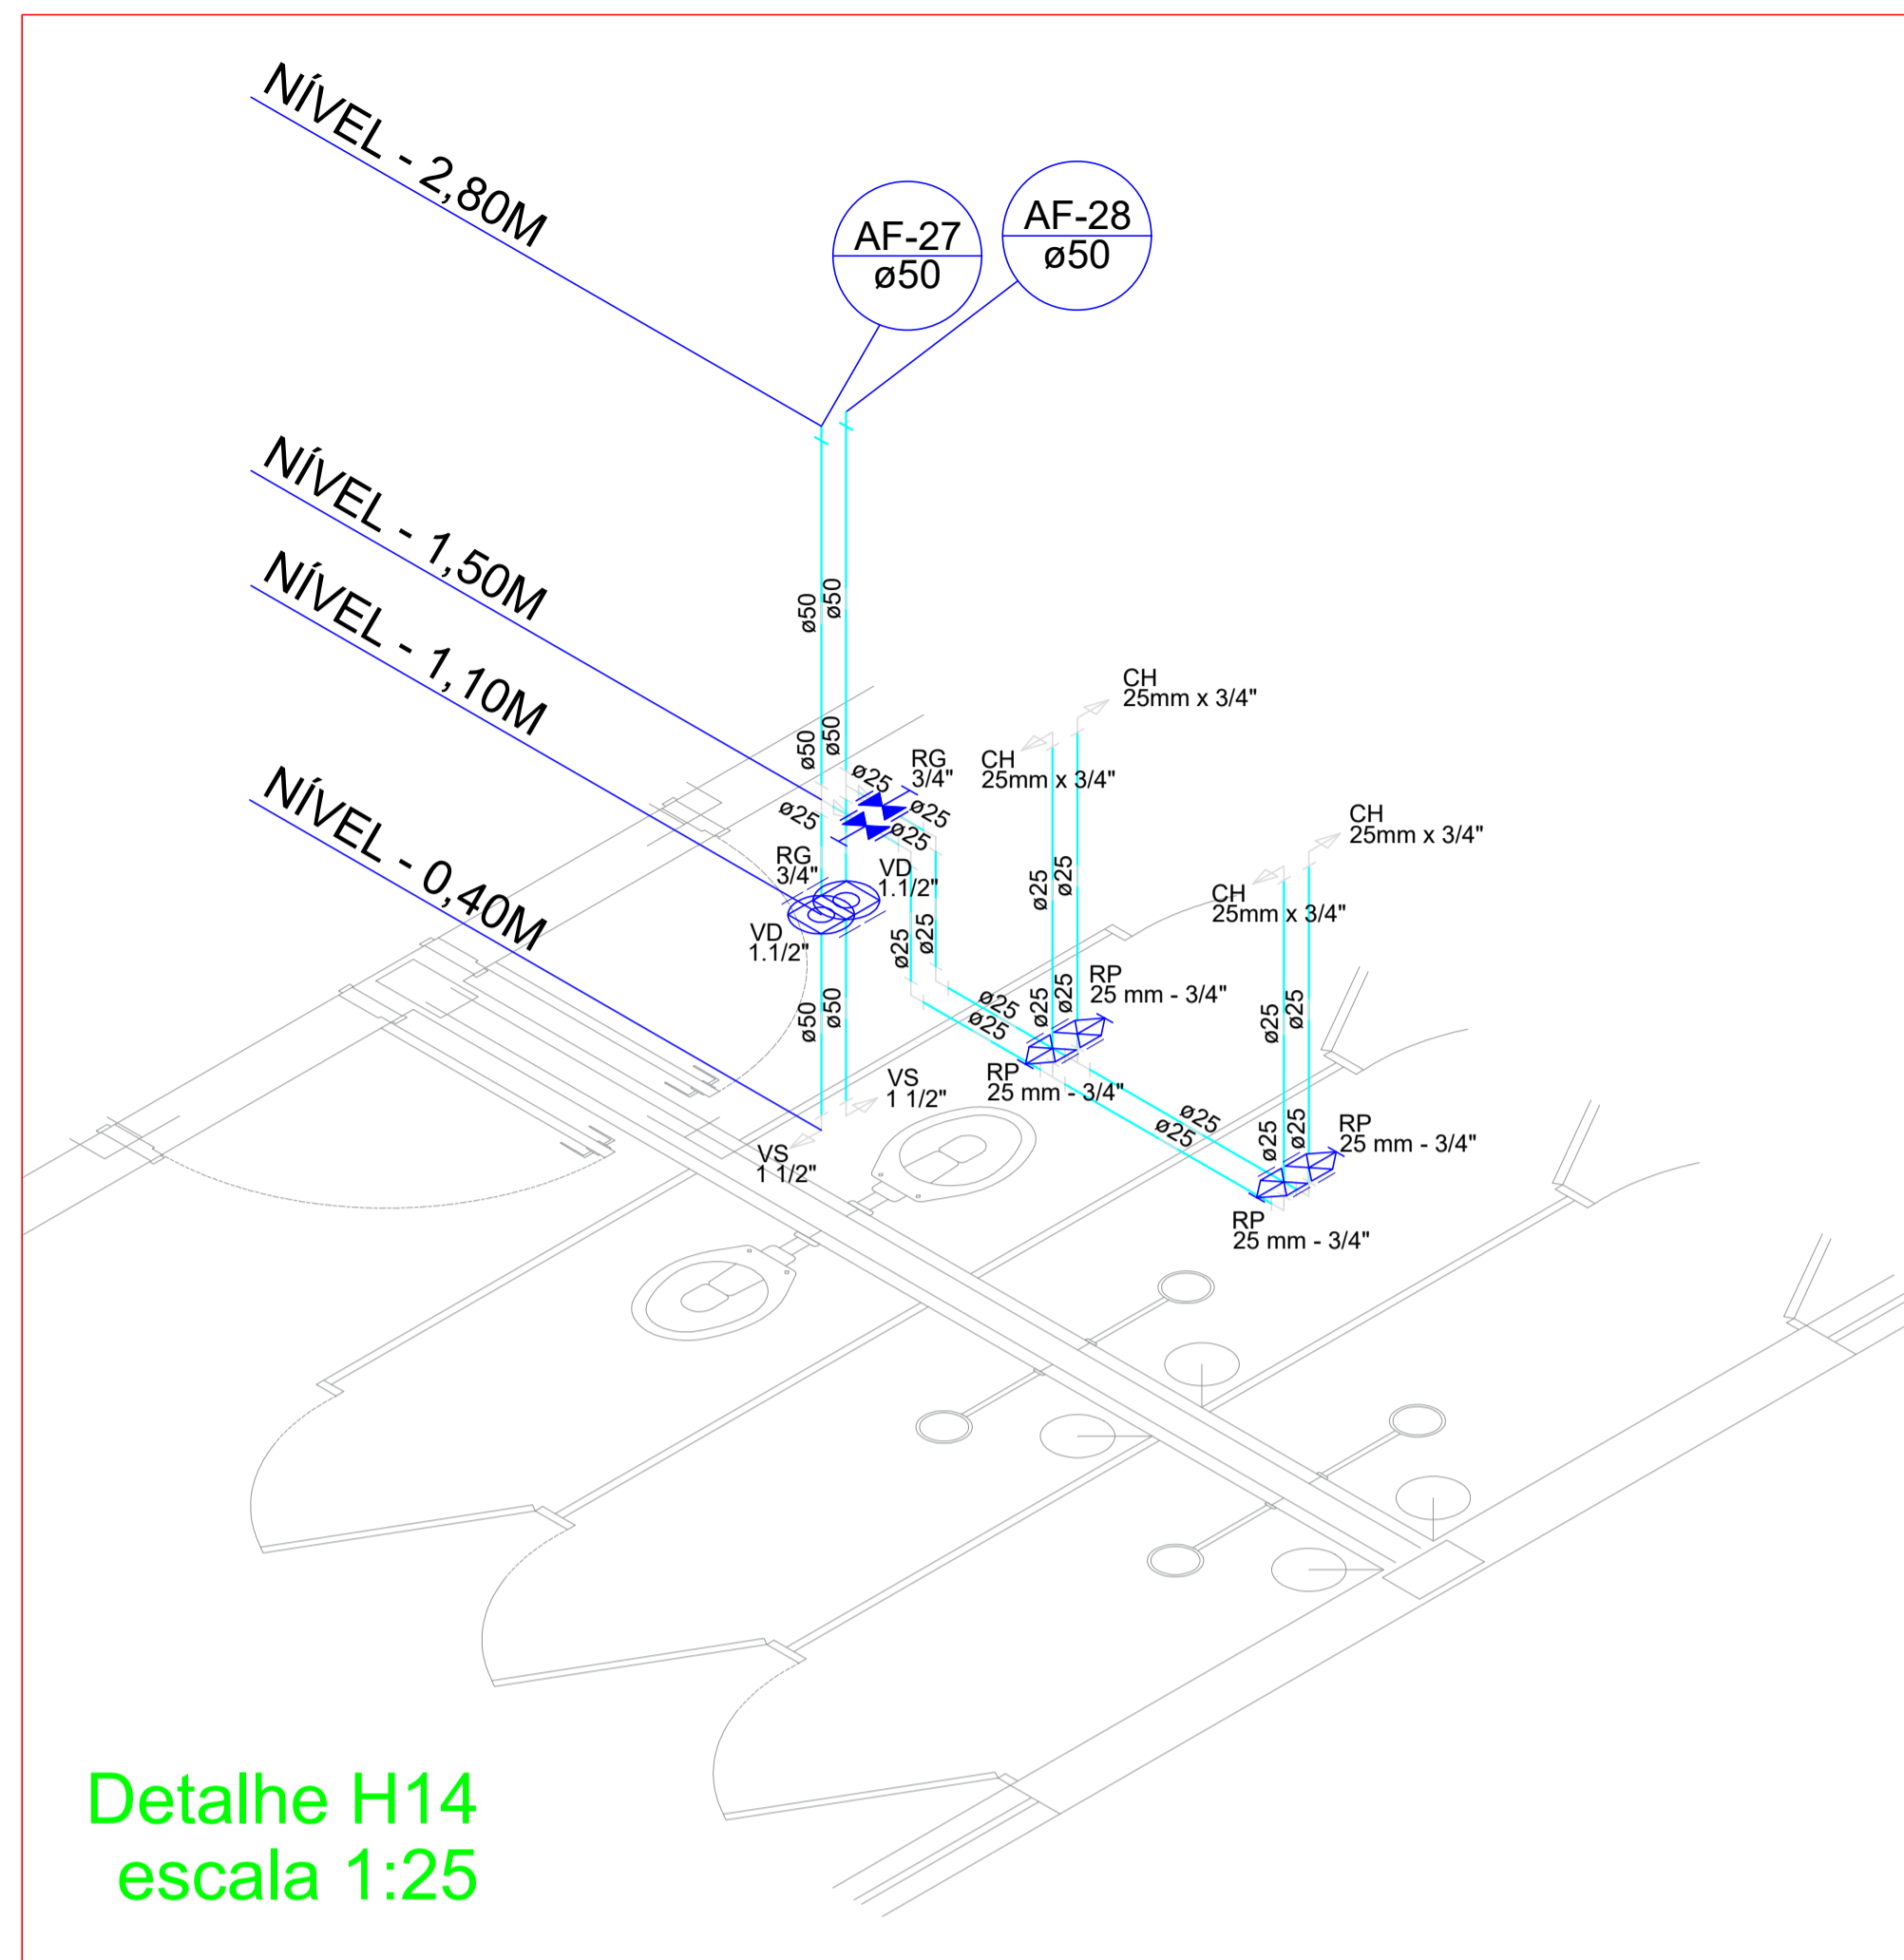 NÍVEL - 2,80M
AF-27
ø50
AF-28
ø50
NÍVEL - 1,50M
NÍVEL - 1,10M
NÍVEL - 0,40M
ø50
ø50
ø50
ø50
CH
25mm x 3/4"
CH
25mm x 3/4"
RG
3/4"
ø25
ø25
ø25
ø25
CH
25mm x 3/4"
CH
25mm x 3/4"
RG
3/4"
VD
1.1/2"
VD
1.1/2"
ø25
ø25
ø25
ø25
ø50
ø50
ø25
ø25
ø25
ø25
RP
25 mm - 3/4"
ø25
ø25
RP
25 mm - 3/4"
VS
1 1/2"
VS
1 1/2"
ø25
ø25
ø25
ø25
RP
25 mm - 3/4"
RP
25 mm - 3/4"
Detalhe H14
escala 1:25